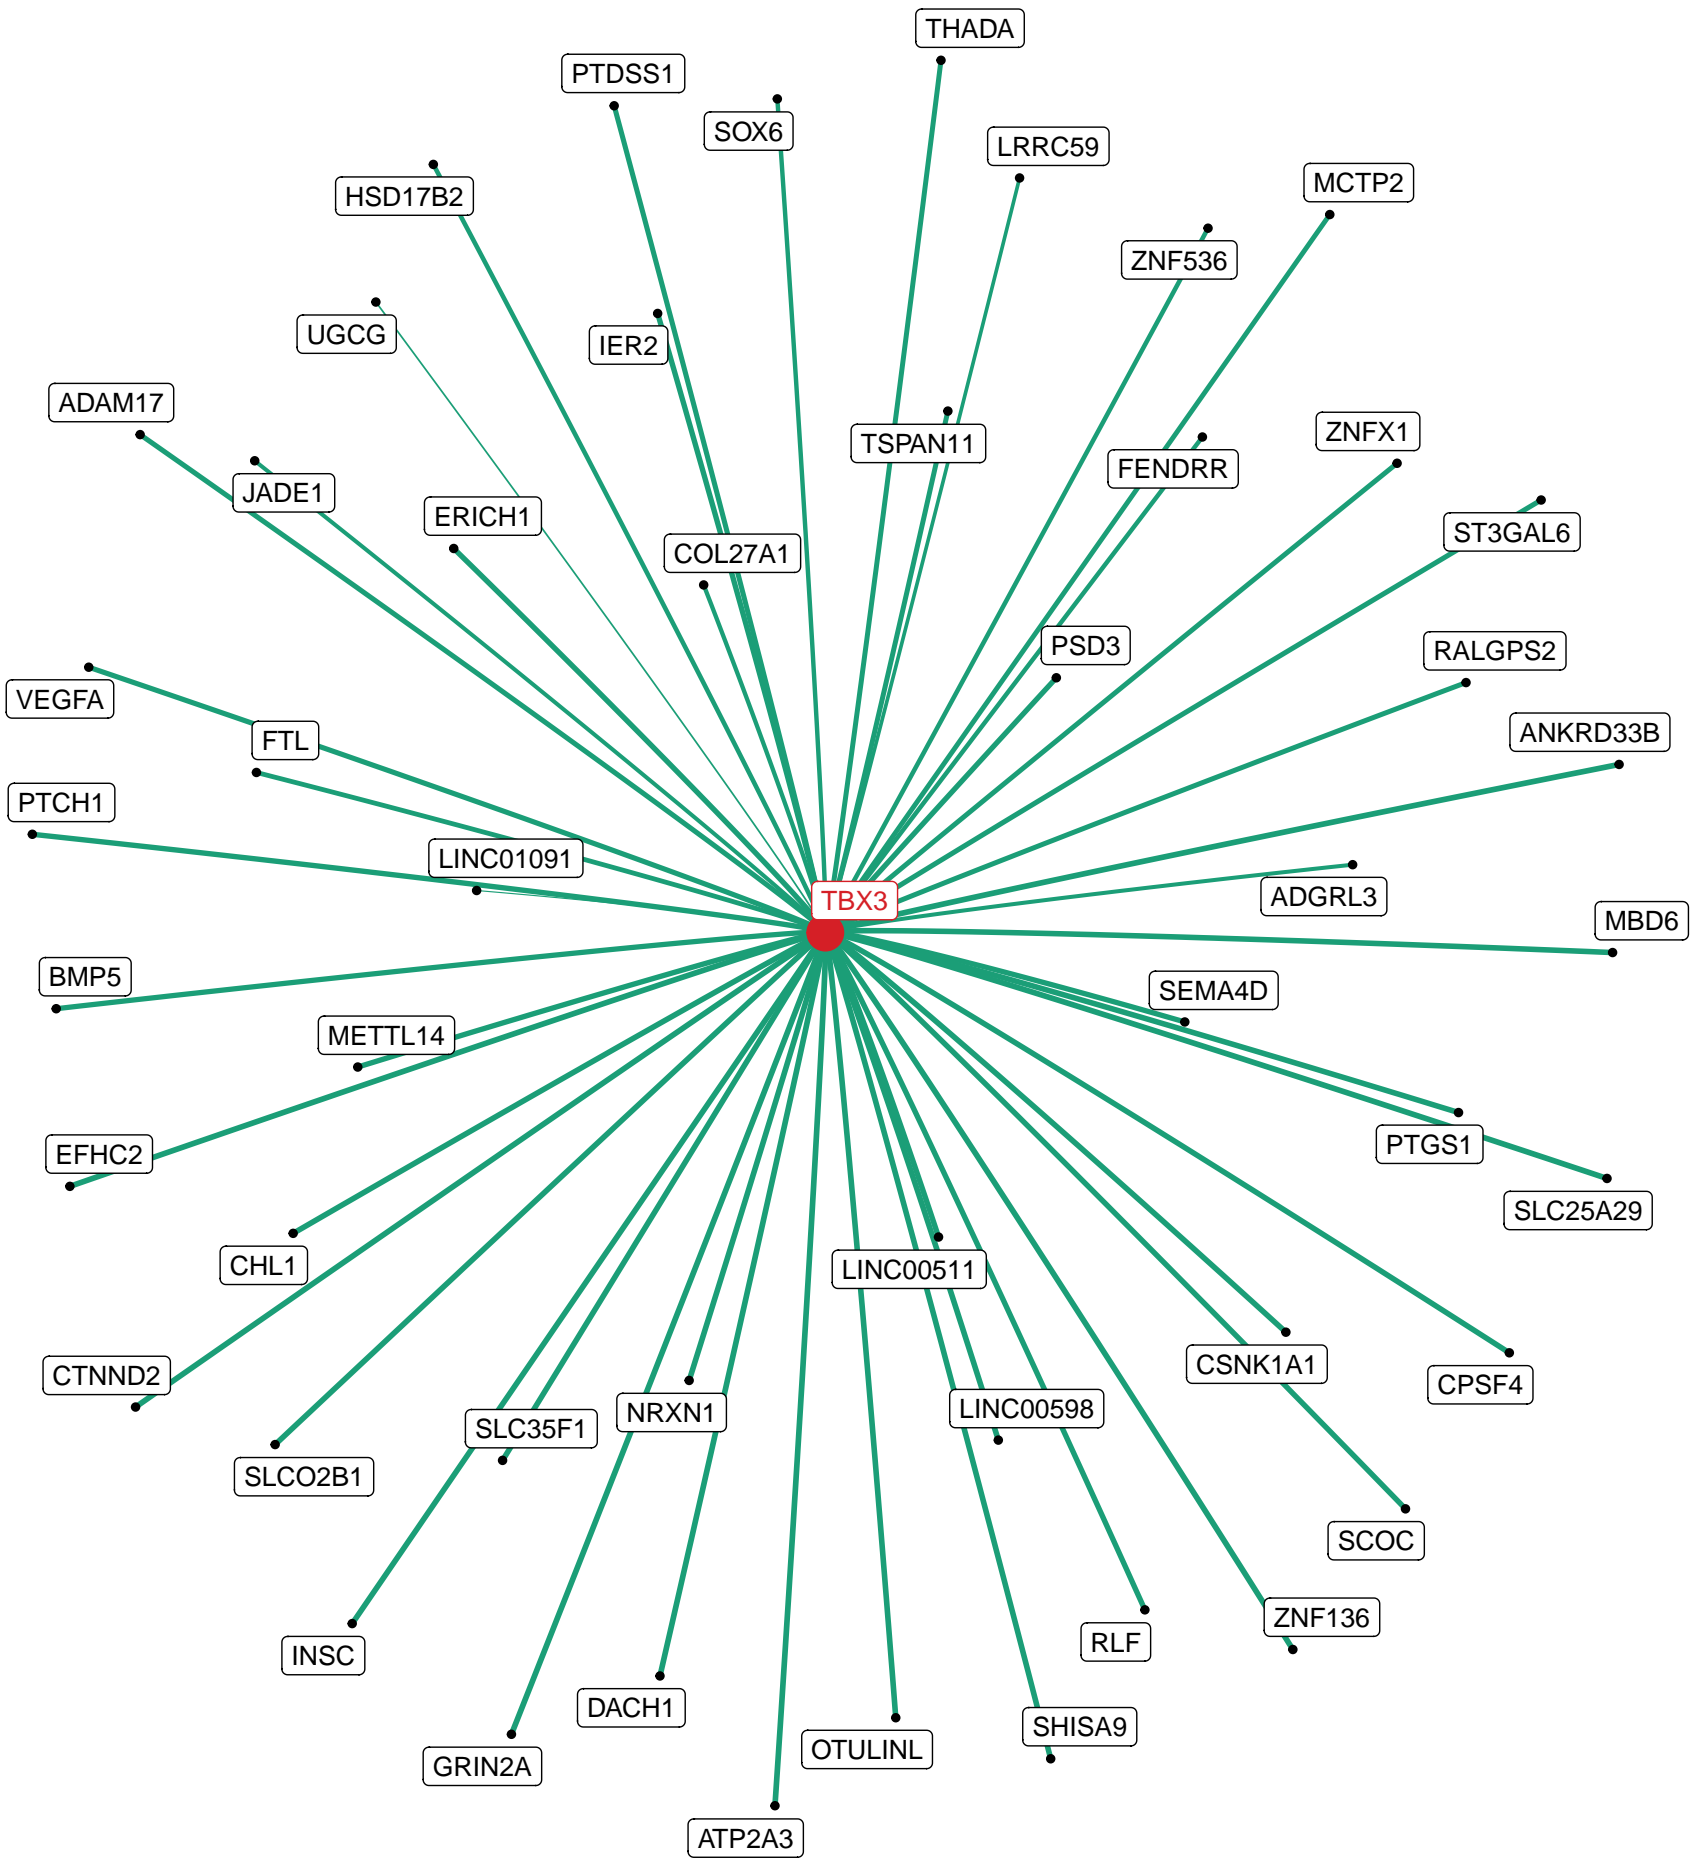 THADA
PTDSS1
SOX6
LRRC59
MCTP2
HSD17B2
ZNF536
UGCG
IER2
ADAM17
TSPAN11
ZNFX1
FENDRR
JADE1
ERICH1
ST3GAL6
COL27A1
PSD3
RALGPS2
VEGFA
ANKRD33B
FTL
PTCH1
LINC01091
ADGRL3
TBX3
MBD6
BMP5
SEMA4D
METTL14
PTGS1
EFHC2
SLC25A29
CHL1
LINC00511
CSNK1A1
CTNND2
CPSF4
LINC00598
NRXN1
SLC35F1
SLCO2B1
SCOC
ZNF136
RLF
INSC
DACH1
SHISA9
OTULINL
GRIN2A
ATP2A3